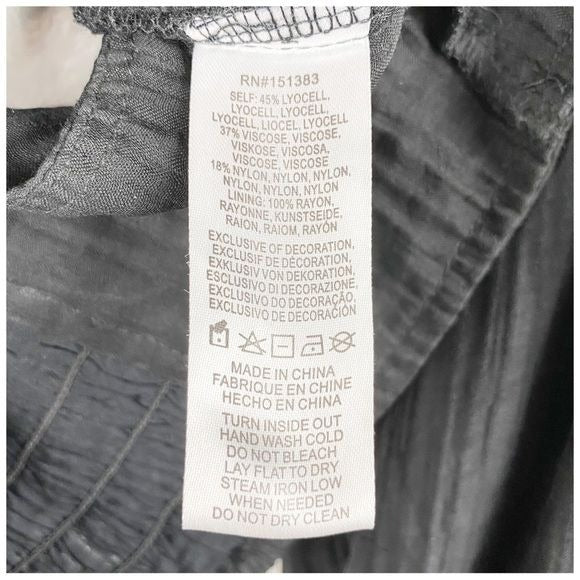 RN#151383
SELF: 45% LYOCELL,
LYOCELL, LYOCELL,
LYOCELL, LIOCEL, LYOCELL
37% VISCOSE, VISCOSE,
VISKOSE, VISCOSA,
VISCOSE, VISCOSE
18% NYLON, NYLON, NYLON,
NYLON, NYLON, NYLON
LINING: 100% RAYON,
RAYONNE, KUNSTSEIDE,
RAION, RAIOM, RAYÓN
EXCLUSIVE OF DECORATION,
EXCLUSIF DE DÉCORATION,
EXKLUSIV VON DEKORATION,
ESCLUSIVO DI DECORAZIONE,
EXCLUSIVO DO DECORAÇÃO,
EXCLUSIVO DE DECORACIÓN
MADE IN CHINA
FABRIQUE EN CHINE
HECHO EN CHINA
TURN INSIDE OUT
HAND WASH COLD
DO NOT BLEACH
LAY FLAT TO DRY
STEAM IRON LOW
WHEN NEEDED
DO NOT DRY CLEAN